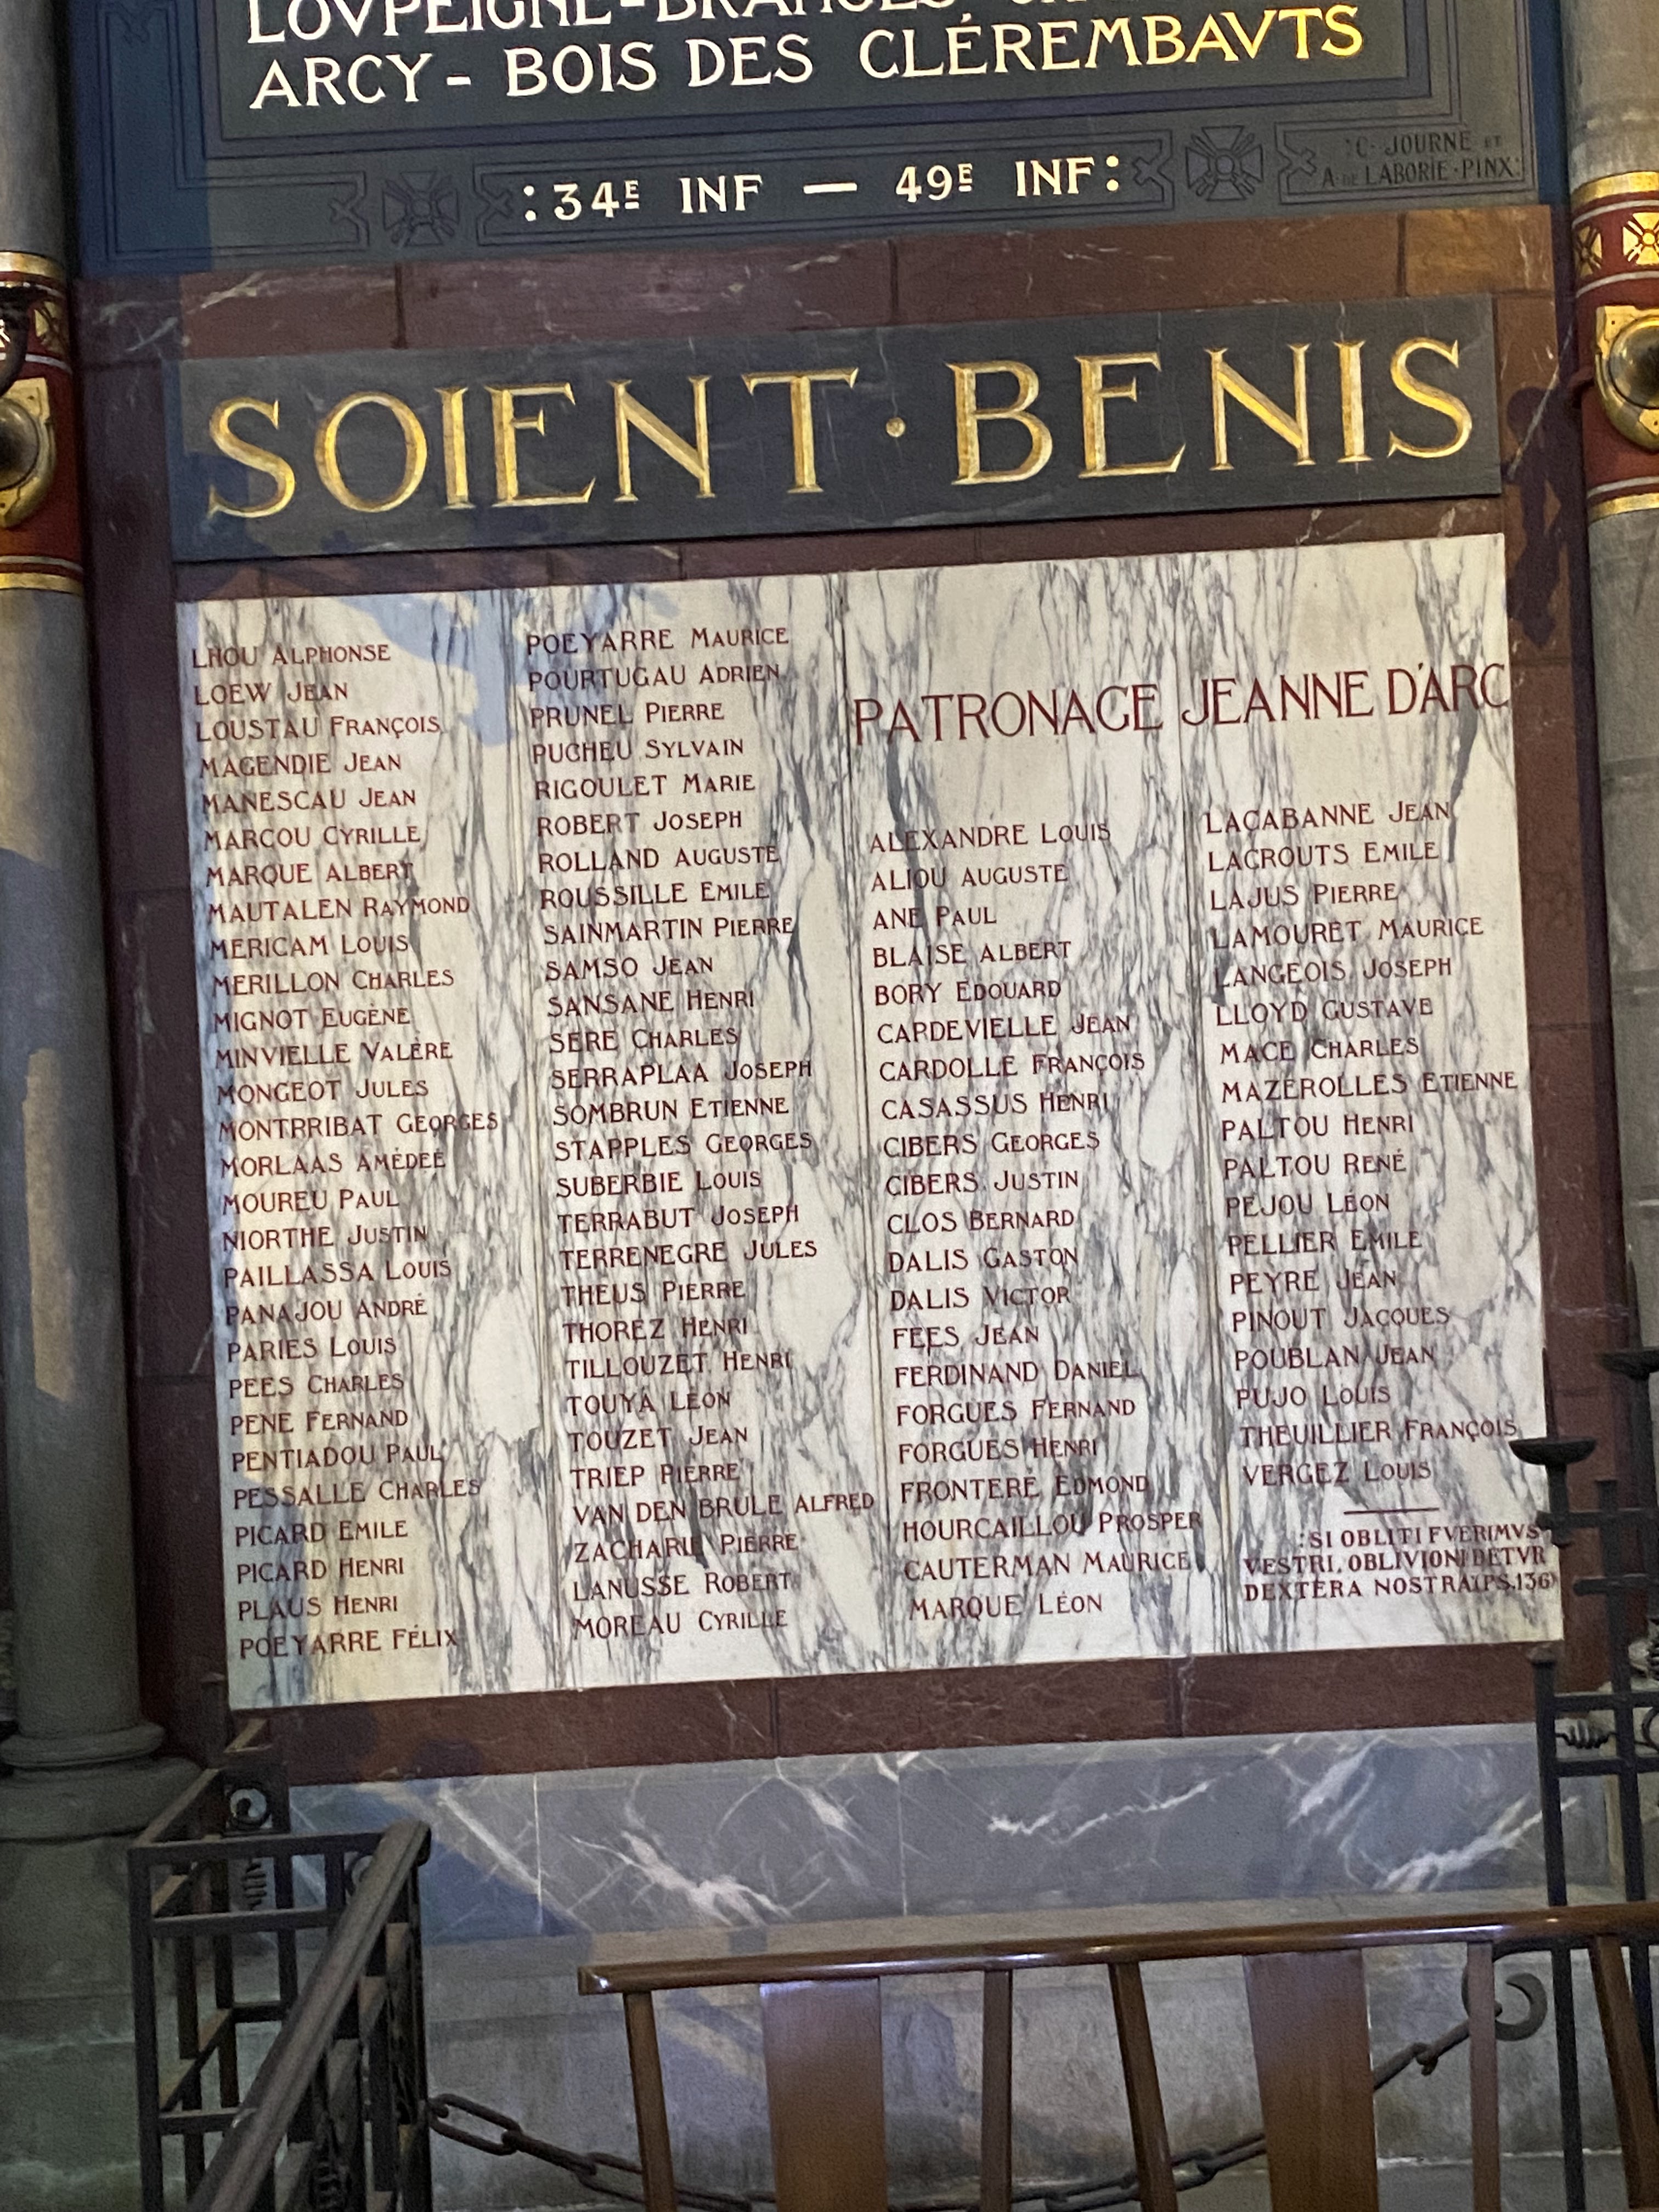 LOVPEIGNE-BRANGES
ARCY - BOIS DES CLÉREMBAVTS
:34E INF — 49E INF:
C. JOURNE ET
A. DE LABORIE·PINX:
SOIENT·BENIS
LHOU ALPHONSE
LOEW JEAN
LOUSTAU FRANÇOIS
MAGENDIE JEAN
MANESCAU JEAN
MARCOU CYRILLE
MARQUE ALBERT
MAUTALEN RAYMOND
MERICAM LOUIS
MERILLON CHARLES
MIGNOT EUGÈNE
MINVIELLE VALÈRE
MONGEOT JULES
MONTRRIBAT GEORGES
MORLAAS AMÉDÉE
MOUREU PAUL
NIORTHE JUSTIN
PAILLASSA LOUIS
PANAJOU ANDRÉ
PARIES LOUIS
PEES CHARLES
PENE FERNAND
PENTIADOU PAUL
PESSALLE CHARLES
PICARD EMILE
PICARD HENRI
PLAUS HENRI
POEYARRE FÉLIX
POEYARRE MAURICE
POURTUGAU ADRIEN
PRUNEL PIERRE
PUCHEU SYLVAIN
RIGOULET MARIE
ROBERT JOSEPH
ROLLAND AUGUSTE
ROUSSILLE EMILE
SAINMARTIN PIERRE
SAMSO JEAN
SANSANE HENRI
SERE CHARLES
SERRAPLAA JOSEPH
SOMBRUN ETIENNE
STAPPLES GEORGES
SUBERBIE LOUIS
TERRABUT JOSEPH
TERRENEGRE JULES
THEUS PIERRE
THOREZ HENRI
TILLOUZET HENRI
TOUYÀ LÉON
TOUZET JEAN
TRIEP PIERRE
VAN DEN BRULE ALFRED
ZACHARIE PIERRE
LANUSSE ROBERT
MOREAU CYRILLE
PATRONAGE JEANNE D'ARC
ALEXANDRE LOUIS
ALIOU AUGUSTE
ANE PAUL
BLAISE ALBERT
BORY ÉDOUARD
CARDEVIELLE JEAN
CARDOLLE FRANÇOIS
CASASSUS HENRI
CIBERS GEORGES
CIBERS JUSTIN
CLOS BERNARD
DALIS GASTON
DALIS VICTOR
FEES JEAN
FERDINAND DANIEL
FORGUES FERNAND
FORGUES HENRI
FRONTERE EDMOND
HOURCAILLOU PROSPER
CAUTERMAN MAURICE
MARQUE LÉON
LACABANNE JEAN
LACROUTS EMILE
LAJUS PIERRE
LAMOURET MAURICE
LANGEOIS JOSEPH
LLOYD GUSTAVE
MACE CHARLES
MAZEROLLES ETIENNE
PALTOU HENRI
PALTOU RENÉ
PEJOU LÉON
PELLIER EMILE
PEYRE JEAN
PINOUT JACQUES
POUBLAN JEAN
PUJO LOUIS
THEUILLIER FRANÇOIS
VERGEZ LOUIS
:SI OBLITI FVERIMVS
VESTRI, OBLIVIONI DETVR
DEXTERA NOSTRA (PS.136)